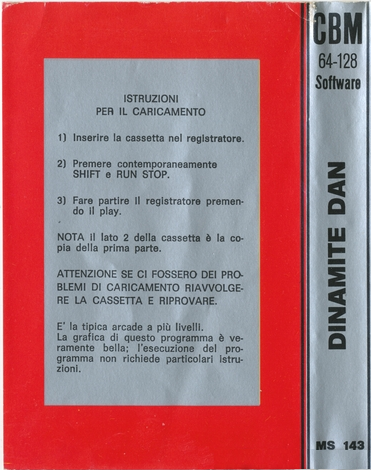 ISTRUZIONI
PER IL CARICAMENTO
1) Inserire la cassetta nel registratore.
2) Premere contemporaneamente
SHIFT e RUN STOP.
3) Fare partire il registratore premen-
do il play.
NOTA il lato 2 della cassetta è la co-
pia della prima parte.
ATTENZIONE SE CI FOSSERO DEI PRO-
BLEMI DI CARICAMENTO RIAVVOLGE-
RE LA CASSETTA E RIPROVARE.
E' la tipica arcade a più livelli.
La grafica di questo programma è ve-
ramente bella; l'esecuzione del pro-
gramma non richiede particolari istru-
zioni.
CBM
64-128
Software
DINAMITE DAN
MS 143